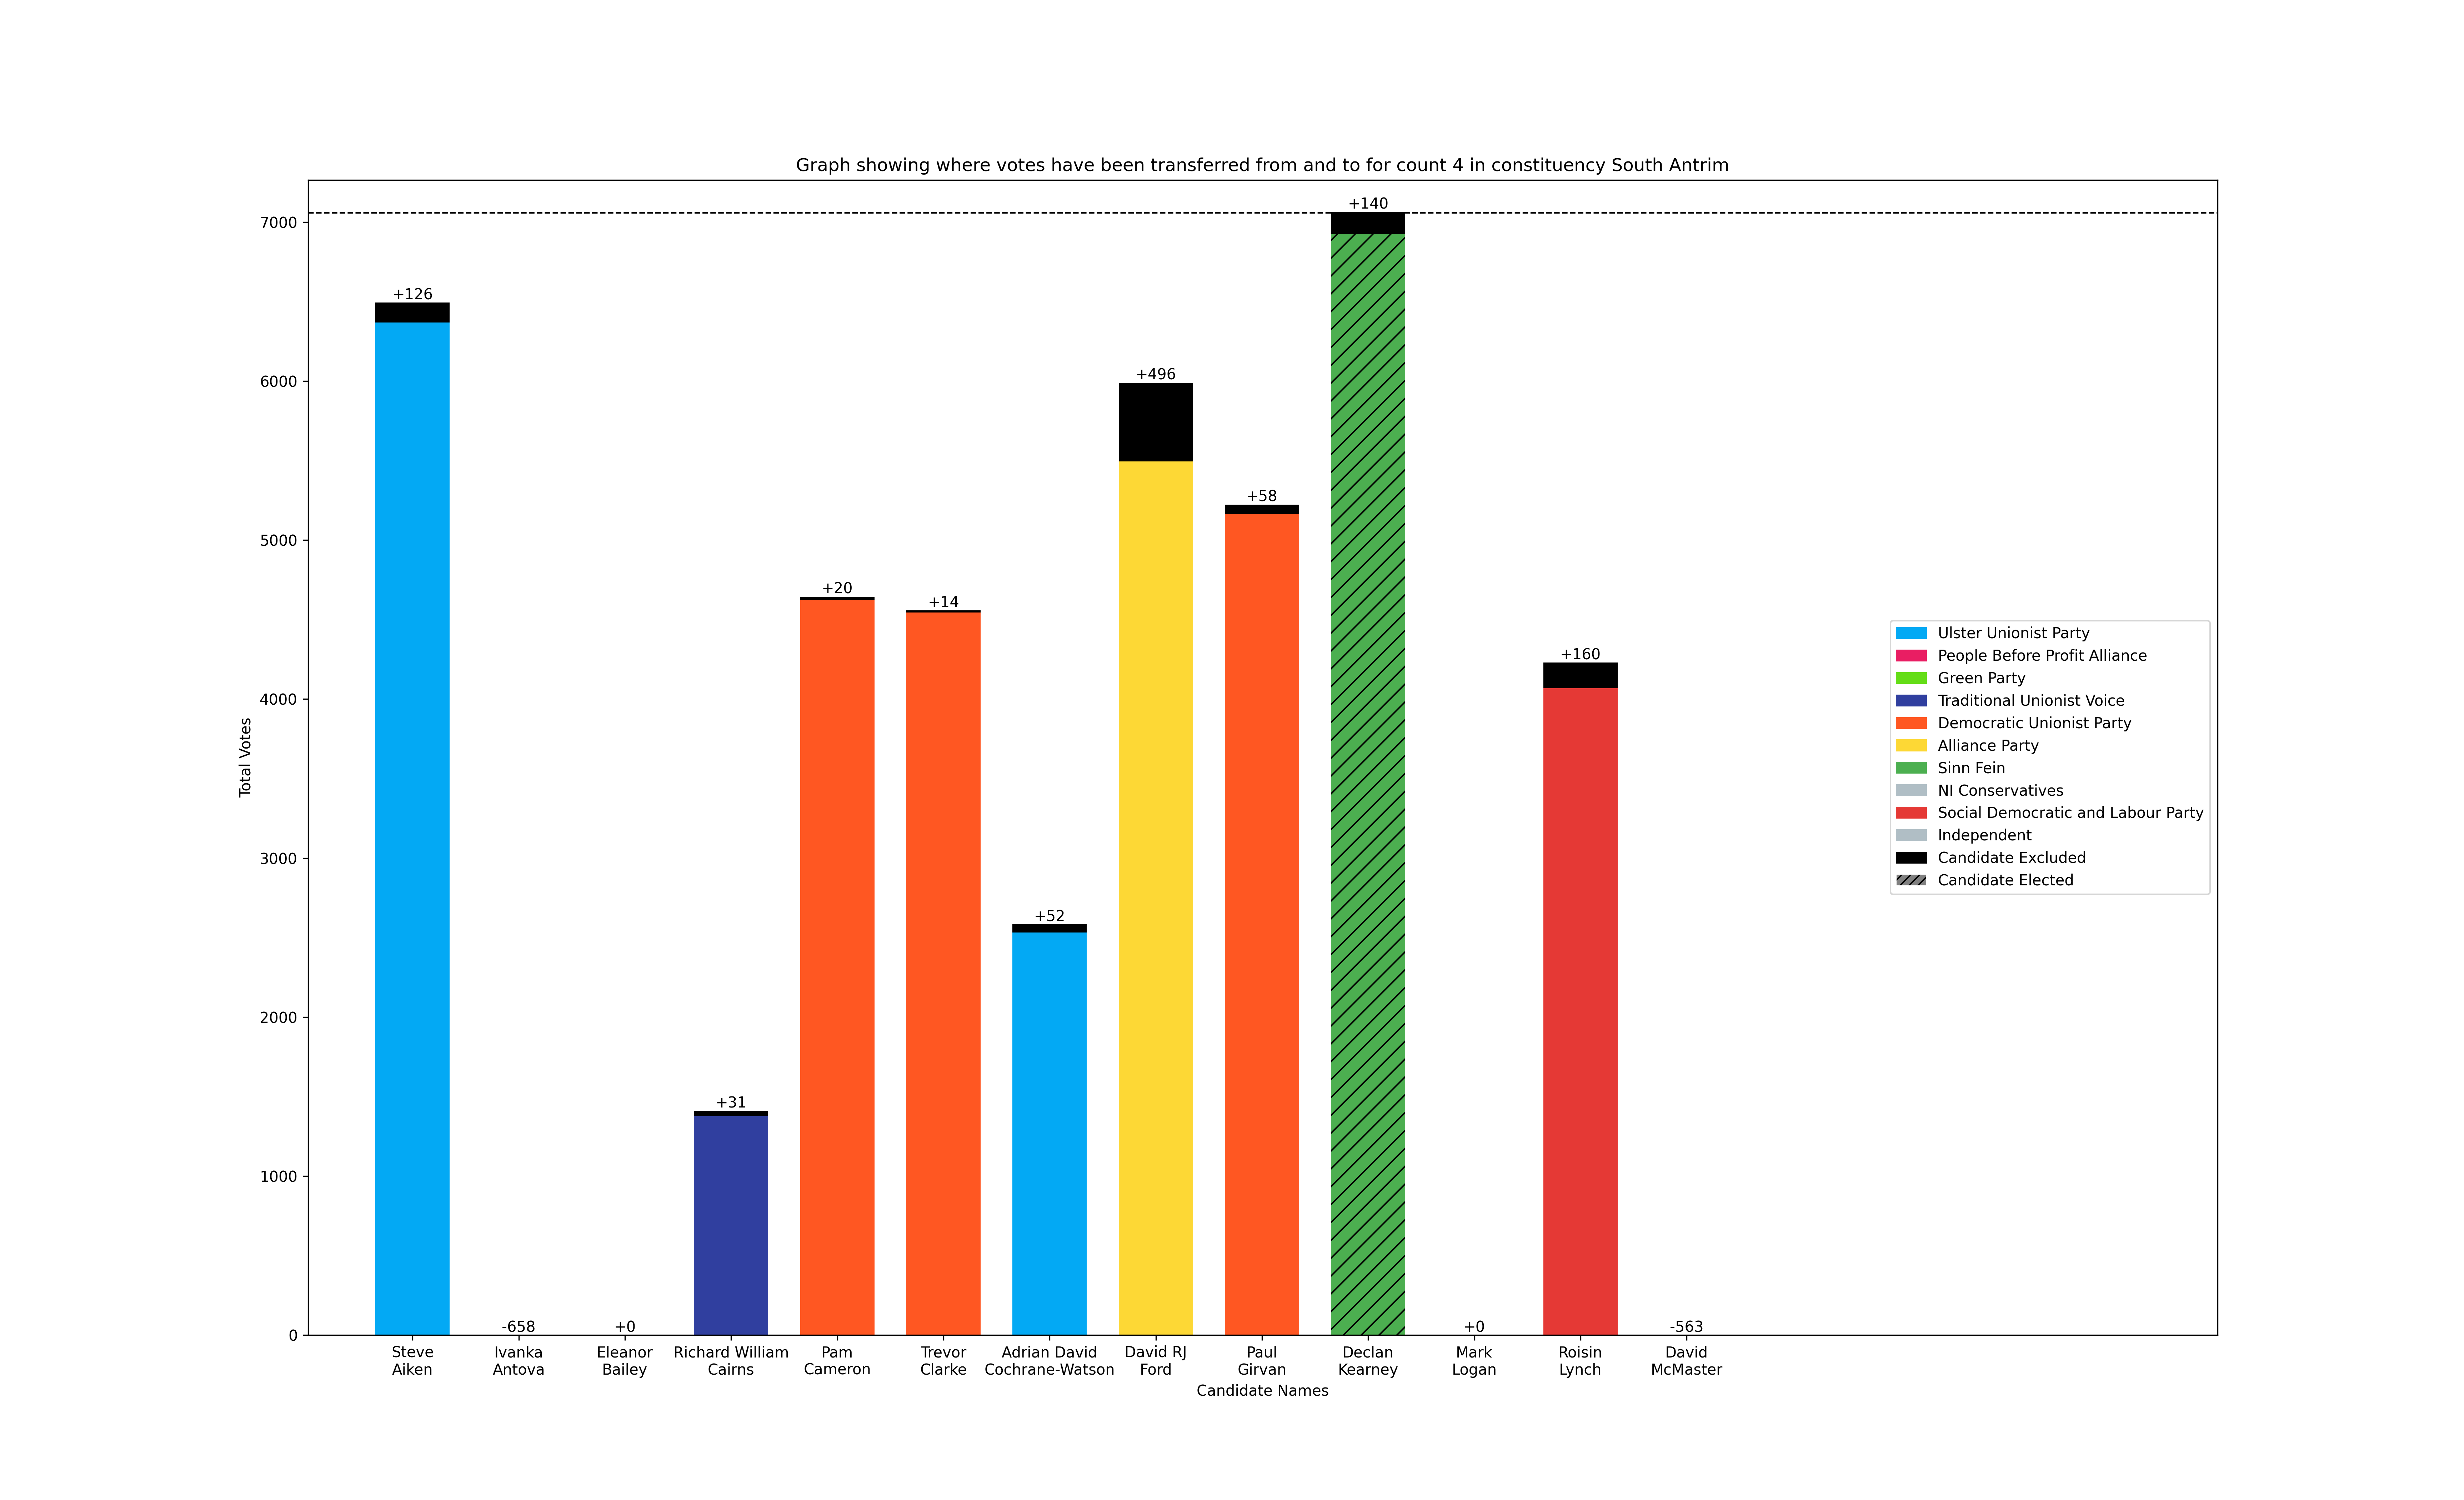 Graph showing where votes have been transferred from and to for count 4 in constituency South Antrim
Total Votes
7000
6000
5000
4000
3000
2000
1000
0
+126
-658
+0
+31
+20
+14
+52
+496
+58
+140
+0
+160
-563
Steve
Aiken
Ivanka
Antova
Eleanor
Bailey
Richard William
Cairns
Pam
Cameron
Trevor
Clarke
Adrian David
Cochrane-Watson
David RJ
Ford
Paul
Girvan
Declan
Kearney
Mark
Logan
Roisin
Lynch
David
McMaster
Candidate Names
Ulster Unionist Party
People Before Profit Alliance
Green Party
Traditional Unionist Voice
Democratic Unionist Party
Alliance Party
Sinn Fein
NI Conservatives
Social Democratic and Labour Party
Independent
Candidate Excluded
Candidate Elected